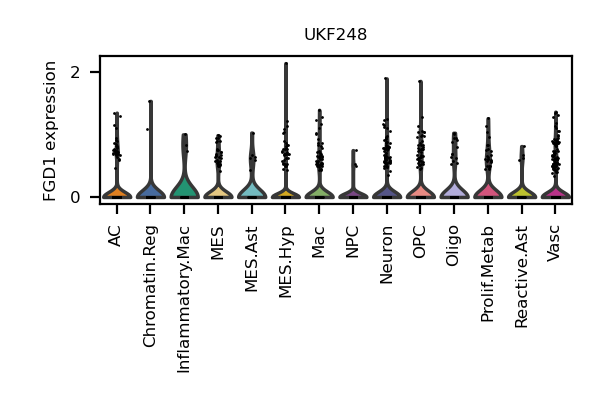 UKF248
FGD1 expression
2
0
AC
Chromatin.Reg
Inflammatory.Mac
MES
MES.Ast
MES.Hyp
Mac
NPC
Neuron
OPC
Oligo
Prolif.Metab
Reactive.Ast
Vasc